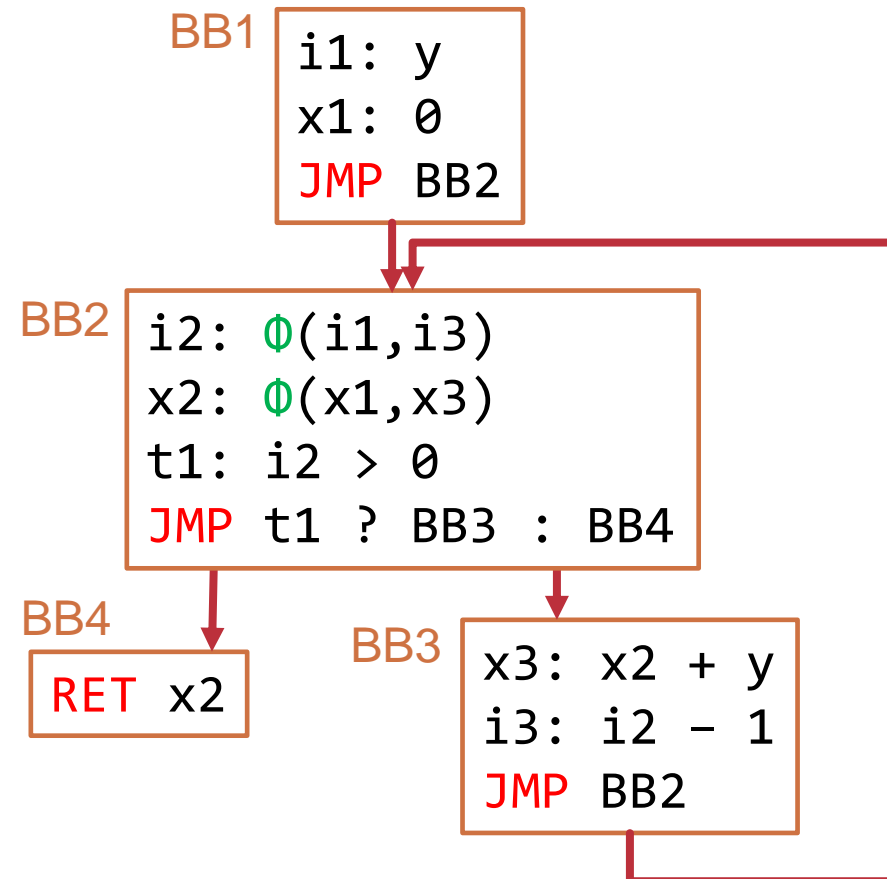 BB1
i1: y
x1: 0
JMP BB2
BB2
i2: Φ(i1,i3)
x2: Φ(x1,x3)
t1: i2 > 0
JMP t1 ? BB3 : BB4
BB4
RET x2
BB3
x3: x2 + y
i3: i2 − 1
JMP BB2